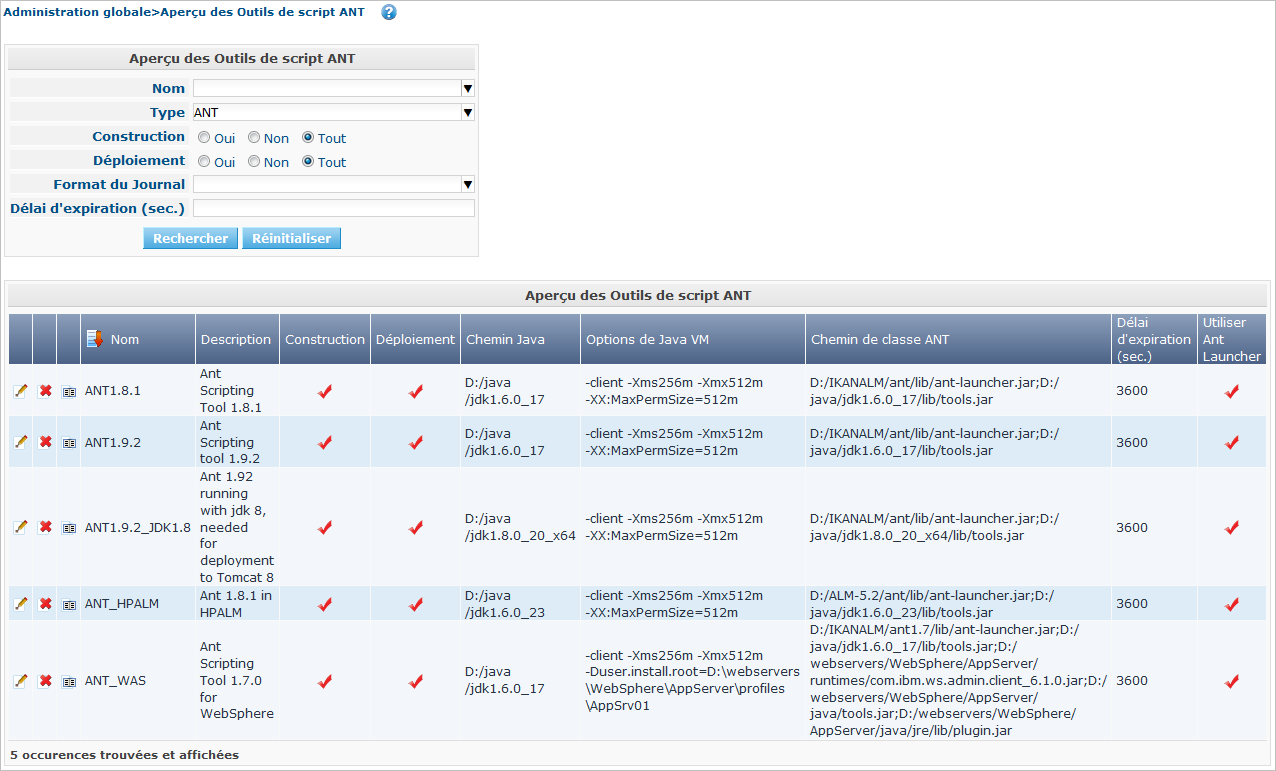 Administration globale>Aperçu des Outils de script ANT ?
Aperçu des Outils de script ANT
Nom
Type ANT
Construction Oui Non Tout
Déploiement Oui Non Tout
Format du Journal
Délai d'expiration (sec.)
Rechercher Réinitialiser
Aperçu des Outils de script ANT
Nom Description Construction Déploiement Chemin Java Options de Java VM Chemin de classe ANT
Délai
d'expiration
(sec.)
Utiliser
Ant
Launcher
ANT1.8.1
Ant
Scripting
Tool 1.8.1
D:/java
/jdk1.6.0_17
-client -Xms256m -Xmx512m
-XX:MaxPermSize=512m
D:/IKANALM/ant/lib/ant-launcher.jar;D:/
java/jdk1.6.0_17/lib/tools.jar
3600
ANT1.9.2
Ant
Scripting
tool 1.9.2
D:/java
/jdk1.6.0_17
-client -Xms256m -Xmx512m
-XX:MaxPermSize=512m
D:/IKANALM/ant/lib/ant-launcher.jar;D:/
java/jdk1.6.0_17/lib/tools.jar
3600
ANT1.9.2_JDK1.8
Ant 1.92
running
with jdk 8,
needed
for
deployment
to Tomcat 8
D:/java
/jdk1.8.0_20_x64
-client -Xms256m -Xmx512m
-XX:MaxPermSize=512m
D:/IKANALM/ant/lib/ant-launcher.jar;D:/
java/jdk1.8.0_20_x64/lib/tools.jar
3600
ANT_HPALM
Ant 1.8.1 in
HPALM
D:/java
/jdk1.6.0_23
-client -Xms256m -Xmx512m
-XX:MaxPermSize=512m
D:/ALM-5.2/ant/lib/ant-launcher.jar;D:/
java/jdk1.6.0_23/lib/tools.jar
3600
ANT_WAS
Ant
Scripting
Tool 1.7.0
for
WebSphere
D:/java
/jdk1.6.0_17
-client -Xms256m -Xmx512m
-Duser.install.root=D:\webservers
\WebSphere\AppServer\profiles
\AppSrv01
D:/IKANALM/ant1.7/lib/ant-launcher.jar;D:/
java/jdk1.6.0_17/lib/tools.jar;D:/
webservers/WebSphere/AppServer/
runtimes/com.ibm.ws.admin.client_6.1.0.jar;D:/
webservers/WebSphere/AppServer/
java/tools.jar;D:/webservers/WebSphere/
AppServer/java/jre/lib/plugin.jar
3600
5 occurences trouvées et affichées